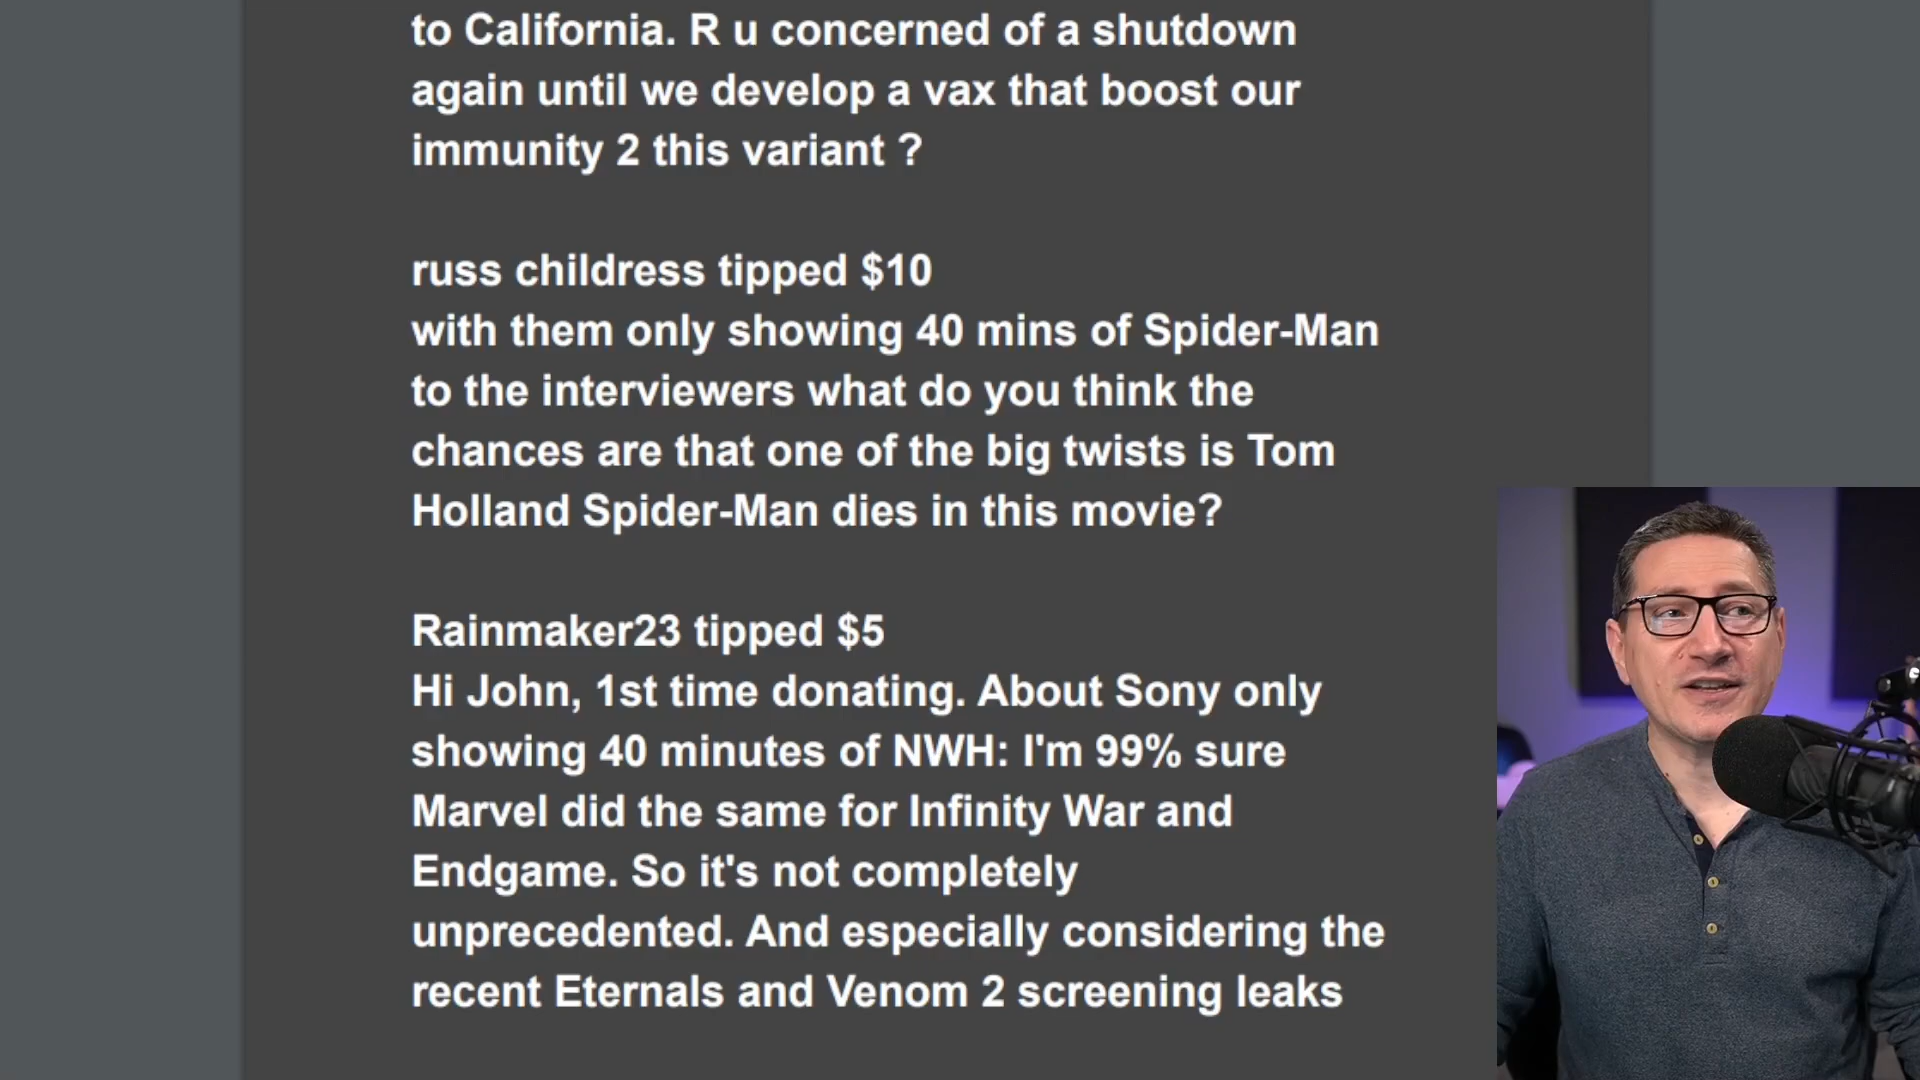 to California. R u concerned of a shutdown
again until we develop a vax that boost our
immunity 2 this variant ?
russ childress tipped $10
with them only showing 40 mins of Spider-Man
to the interviewers what do you think the
chances are that one of the big twists is Tom
Holland Spider-Man dies in this movie?
Rainmaker23 tipped $5
Hi John, 1st time donating. About Sony only
showing 40 minutes of NWH: I'm 99% sure
Marvel did the same for Infinity War and
Endgame. So it's not completely
unprecedented. And especially considering the
recent Eternals and Venom 2 screening leaks